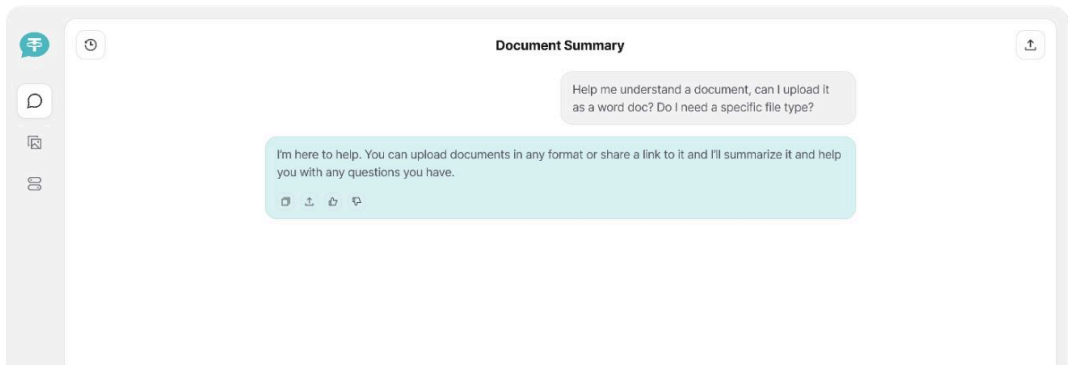 Document Summary
Help me understand a document, can I upload it
as a word doc? Do I need a specific file type?
I'm here to help. You can upload documents in any format or share a link to it and I'll summarize it and help
you with any questions you have.